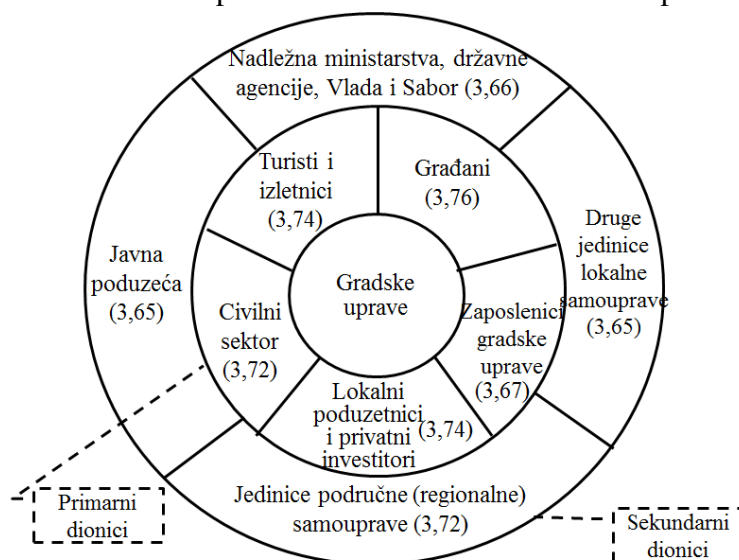 Nadležna ministarstva, državne
agencije, Vlada i Sabor (3,66)
Turisti i
izletnici
(3,74)
Građani
(3,76)
Druge
jedinice
lokalne
samouprave
(3,65)
Javna
poduzeća
(3,65)
Gradske
uprave
Civilni
sektor
(3,72)
Zaposlenici
gradske
uprave
(3,67)
Lokalni
poduzetnici
i privatni
investitori
(3,74)
Jedinice područne (regionalne)
samouprave (3,72)
Primarni
dionici
Sekundarni
dionici